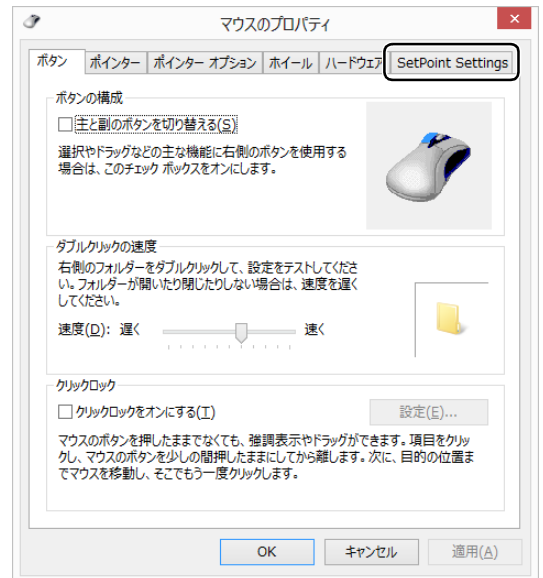 マウスのプロパティ
ボタン ポインター ポインター オプション ホイール ハードウェア SetPoint Settings
ボタンの構成
主と副のボタンを切り替える(S)
選択やドラッグなどの主な機能に右側のボタンを使用する
場合は、このチェック ボックスをオンにします。
ダブルクリックの速度
右側のフォルダーをダブルクリックして、設定をテストしてくださ
い。フォルダーが開いたり閉じたりしない場合は、速度を遅く
してください。
速度(D): 遅く 速く
クリックロック
クリックロックをオンにする(T) 設定(E)...
マウスのボタンを押したままでなくても、強調表示やドラッグができます。項目をクリッ
クし、マウスのボタンを少しの間押したままにしてから離します。次に、目的の位置ま
でマウスを移動し、そこでもう一度クリックします。
OK キャンセル 適用(A)